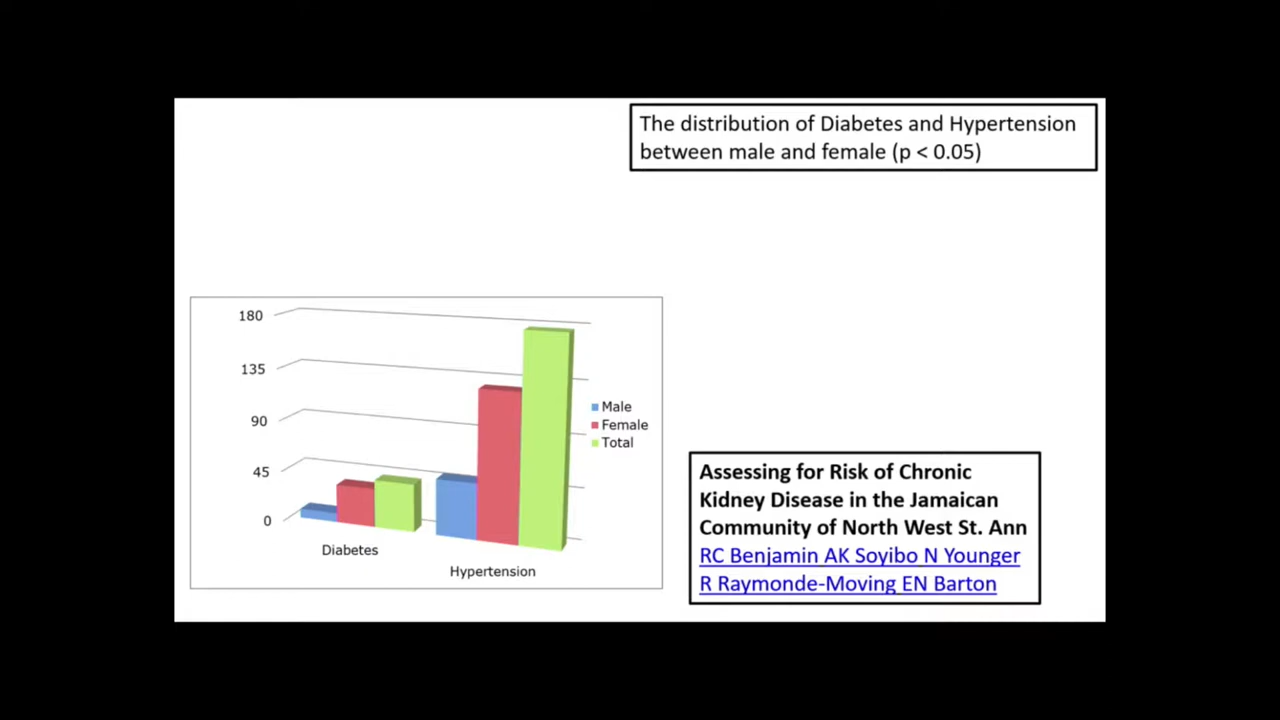 The distribution of Diabetes and Hypertension
between male and female (p < 0.05)
180
135
90
45
0
Diabetes
Hypertension
Male
Female
Total
Assessing for Risk of Chronic
Kidney Disease in the Jamaican
Community of North West St. Ann
RC Benjamin AK Soyibo N Younger
R Raymonde-Moving EN Barton